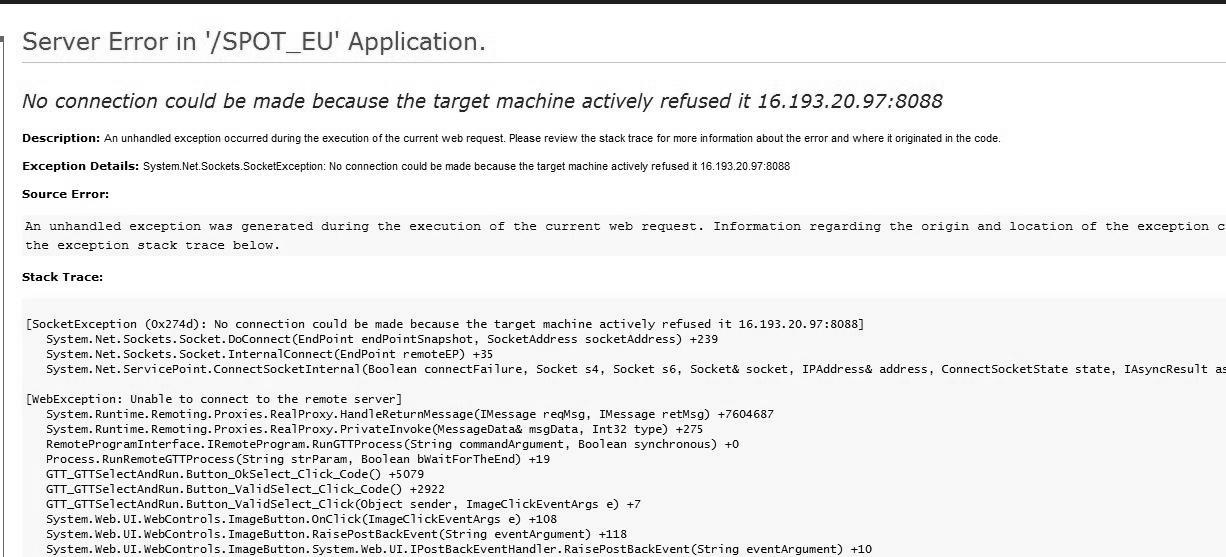 Server Error in '/SPOT_EU' Application.
No connection could be made because the target machine actively refused it 16.193.20.97:8088
Description: An unhandled exception occurred during the execution of the current web request. Please review the stack trace for more information about the error and where it originated in the code.
Exception Details: System.Net.Sockets.SocketException: No connection could be made because the target machine actively refused it 16.193.20.97:8088
Source Error:
An unhandled exception was generated during the execution of the current web request. Information regarding the origin and location of the exception c
the exception stack trace below.
Stack Trace:
[SocketException (0x274d): No connection could be made because the target machine actively refused it 16.193.20.97:8088]
System.Net.Sockets.Socket.DoConnect(EndPoint endPointSnapshot, SocketAddress socketAddress) +239
System.Net.Sockets.Socket.InternalConnect(EndPoint remoteEP) +35
System.Net.ServicePoint.ConnectSocketInternal(Boolean connectFailure, Socket s4, Socket s6, Socket& socket, IPAddress& address, ConnectSocketState state, IAsyncResult as
[WebException: Unable to connect to the remote server]
System.Runtime.Remoting.Proxies.RealProxy.HandleReturnMessage(IMessage reqMsg, IMessage retMsg) +7604687
System.Runtime.Remoting.Proxies.RealProxy.PrivateInvoke(MessageData& msgData, Int32 type) +275
RemoteProgramInterface.IRemoteProgram.RunGTTProcess(String commandArgument, Boolean synchronous) +0
Process.RunRemoteGTTProcess(String strParam, Boolean bWaitForTheEnd) +19
GTT_GTTSelectAndRun.Button_OkSelect_Click_Code() +5079
GTT_GTTSelectAndRun.Button_ValidSelect_Click_Code() +2922
GTT_GTTSelectAndRun.Button_ValidSelect_Click(Object sender, ImageClickEventArgs e) +7
System.Web.UI.WebControls.ImageButton.OnClick(ImageClickEventArgs e) +108
System.Web.UI.WebControls.ImageButton.RaisePostBackEvent(String eventArgument) +118
System.Web.UI.WebControls.ImageButton.System.Web.UI.IPostBackEventHandler.RaisePostBackEvent(String eventArgument) +10